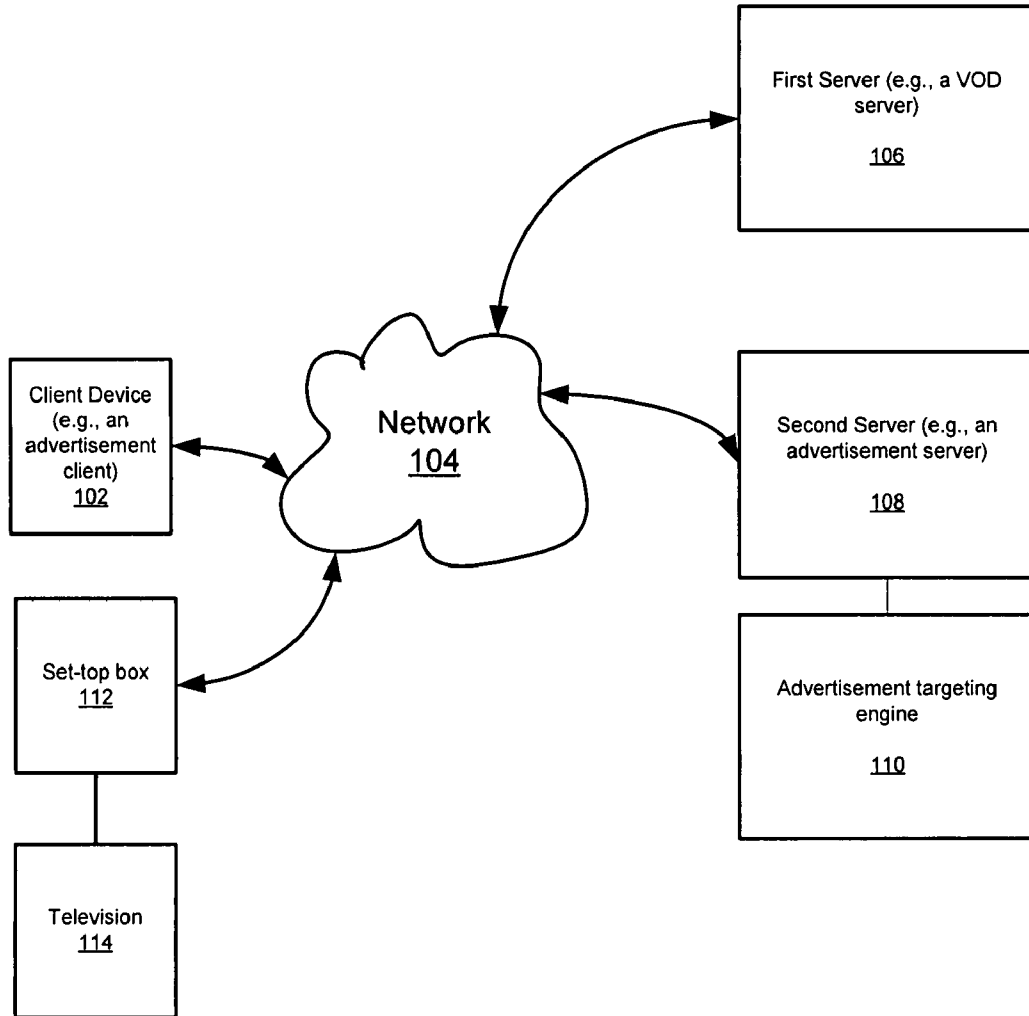 First Server (e.g., a VOD
server)
106
Client Device
(e.g., an
advertisement
client)
102
Network
104
Second Server (e.g., an
advertisement server)
108
Set-top box
112
Advertisement targeting
engine
110
Television
114